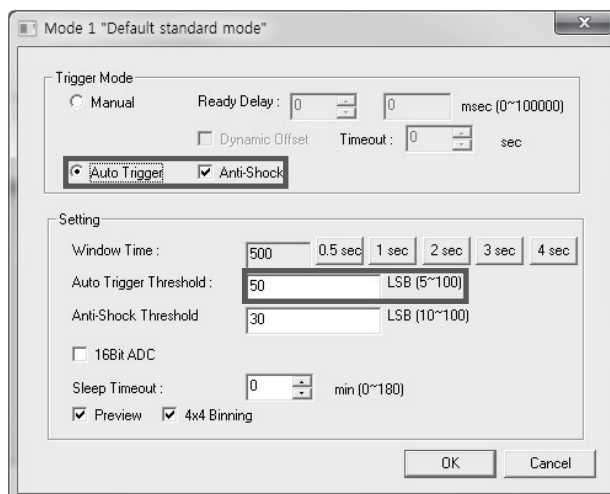 Mode 1 "Default standard mode"
x
Trigger Mode
Manual Ready Delay : 0 0 msec (0~100000)
Dynamic Offset Timeout : 0 sec
Auto Trigger Anti-Shock
Setting
Window Time : 500 0.5 sec 1 sec 2 sec 3 sec 4 sec
Auto Trigger Threshold : 50 LSB (5~100)
Anti-Shock Threshold 30 LSB (10~100)
16Bit ADC
Sleep Timeout : 0 min (0~180)
Preview 4x4 Binning
OK Cancel